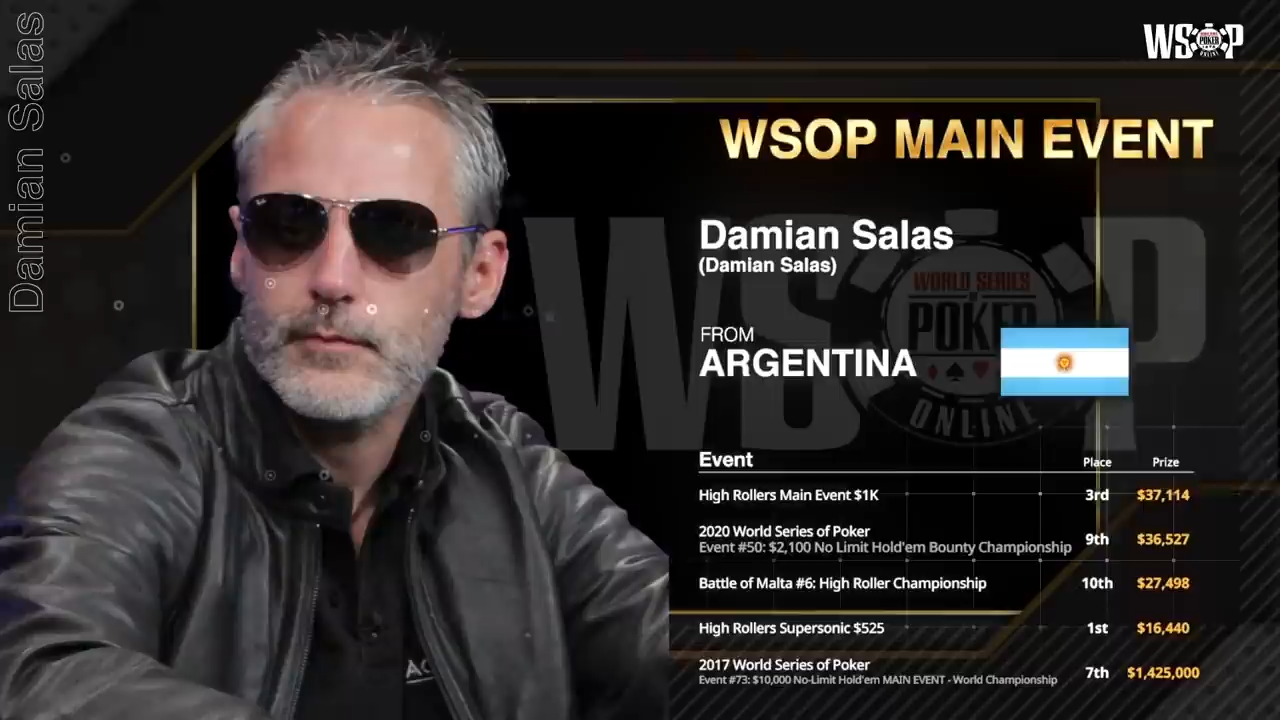 Damian Salas
WSOP
WORLD SERIES
POKER
ONLINE
WSOP MAIN EVENT
Damian Salas
(Damian Salas)
FROM
ARGENTINA
Event Place Prize
High Rollers Main Event $1K 3rd $37,114
2020 World Series of Poker
Event #50: $2,100 No Limit Hold'em Bounty Championship 9th $36,527
Battle of Malta #6: High Roller Championship 10th $27,498
High Rollers Supersonic $525 1st $16,440
2017 World Series of Poker
Event #73: $10,000 No-Limit Hold'em MAIN EVENT - World Championship 7th $1,425,000